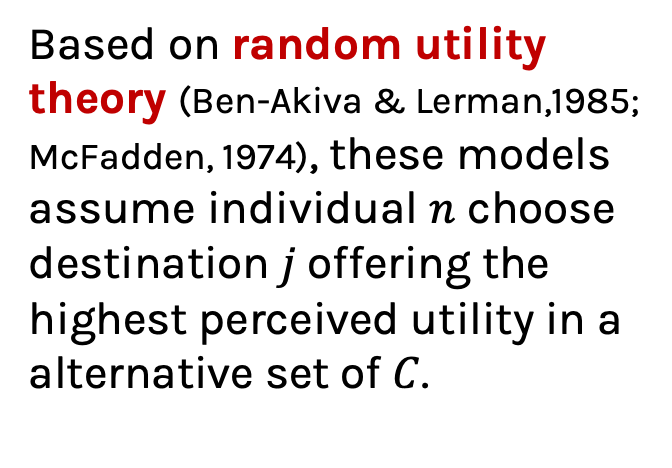 Based on random utility
theory (Ben-Akiva & Lerman,1985;
McFadden, 1974), these models
assume individual n choose
destination j offering the
highest perceived utility in a
alternative set of C.